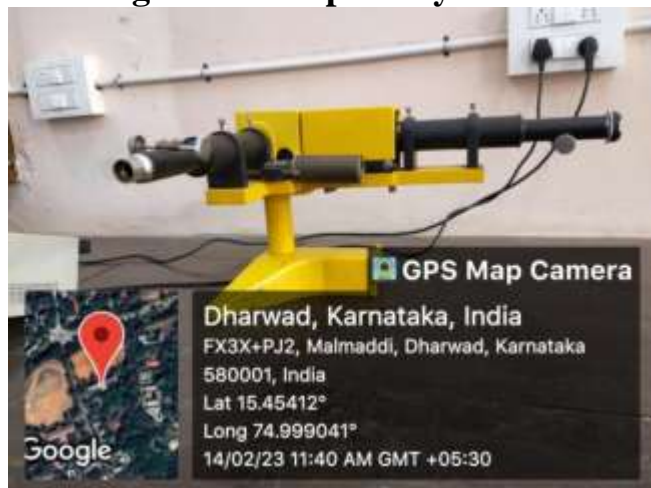 GPS Map Camera
Dharwad, Karnataka, India
FX3X+PJ2, Malmaddi, Dharwad, Karnataka
580001, India
Lat 15.45412°
Long 74.999041°
14/02/23 11:40 AM GMT +05:30
Google